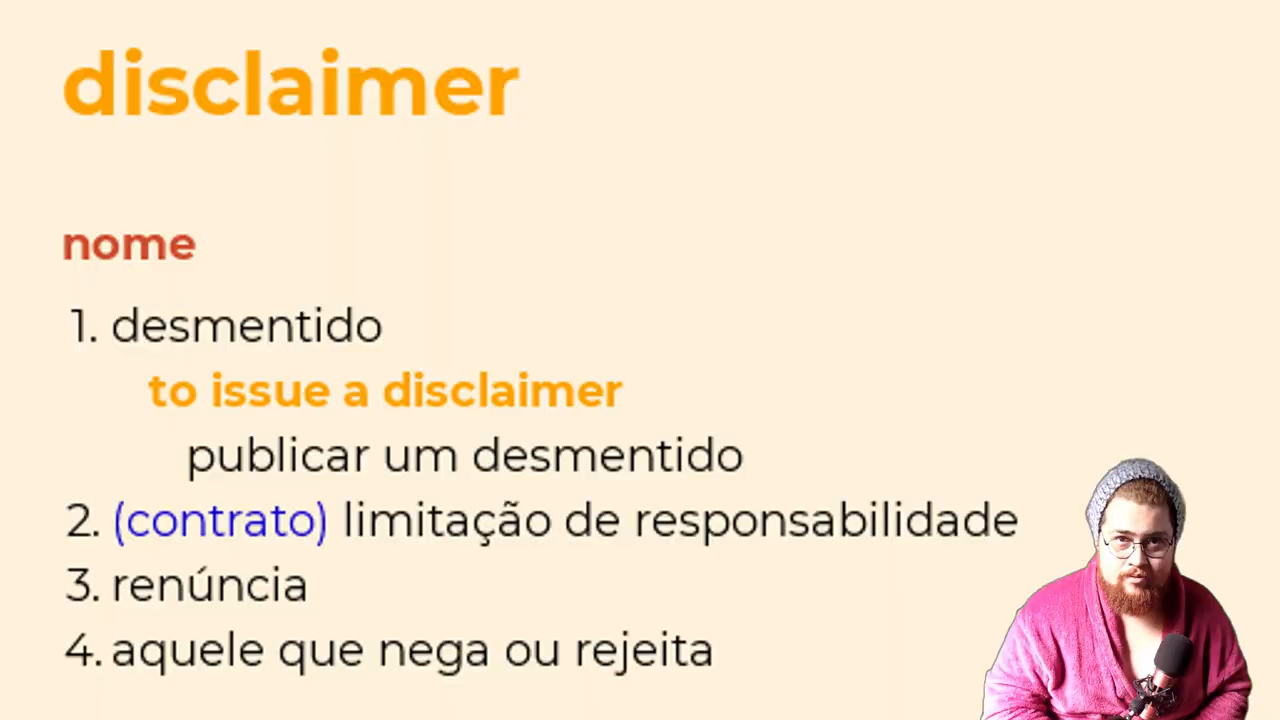 disclaimer
nome
1. desmentido
to issue a disclaimer
publicar um desmentido
2. (contrato) limitação de responsabilidade
3. renúncia
4. aquele que nega ou rejeita